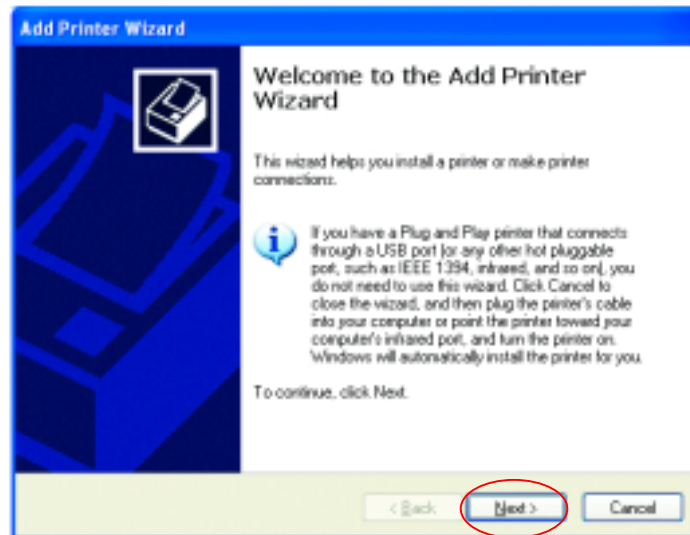 Add Printer Wizard
Welcome to the Add Printer
Wizard
This wizard helps you install a printer or make printer
connections.
If you have a Plug and Play printer that connects
through a USB port (or any other hot pluggable
port, such as IEEE 1394, infrared, and so on), you
do not need to use this wizard. Click Cancel to
close the wizard, and then plug the printer's cable
into your computer or point the printer toward your
computer's infrared port, and turn the printer on.
Windows will automatically install the printer for you.
To continue, click Next.
< Back
Next >
Cancel